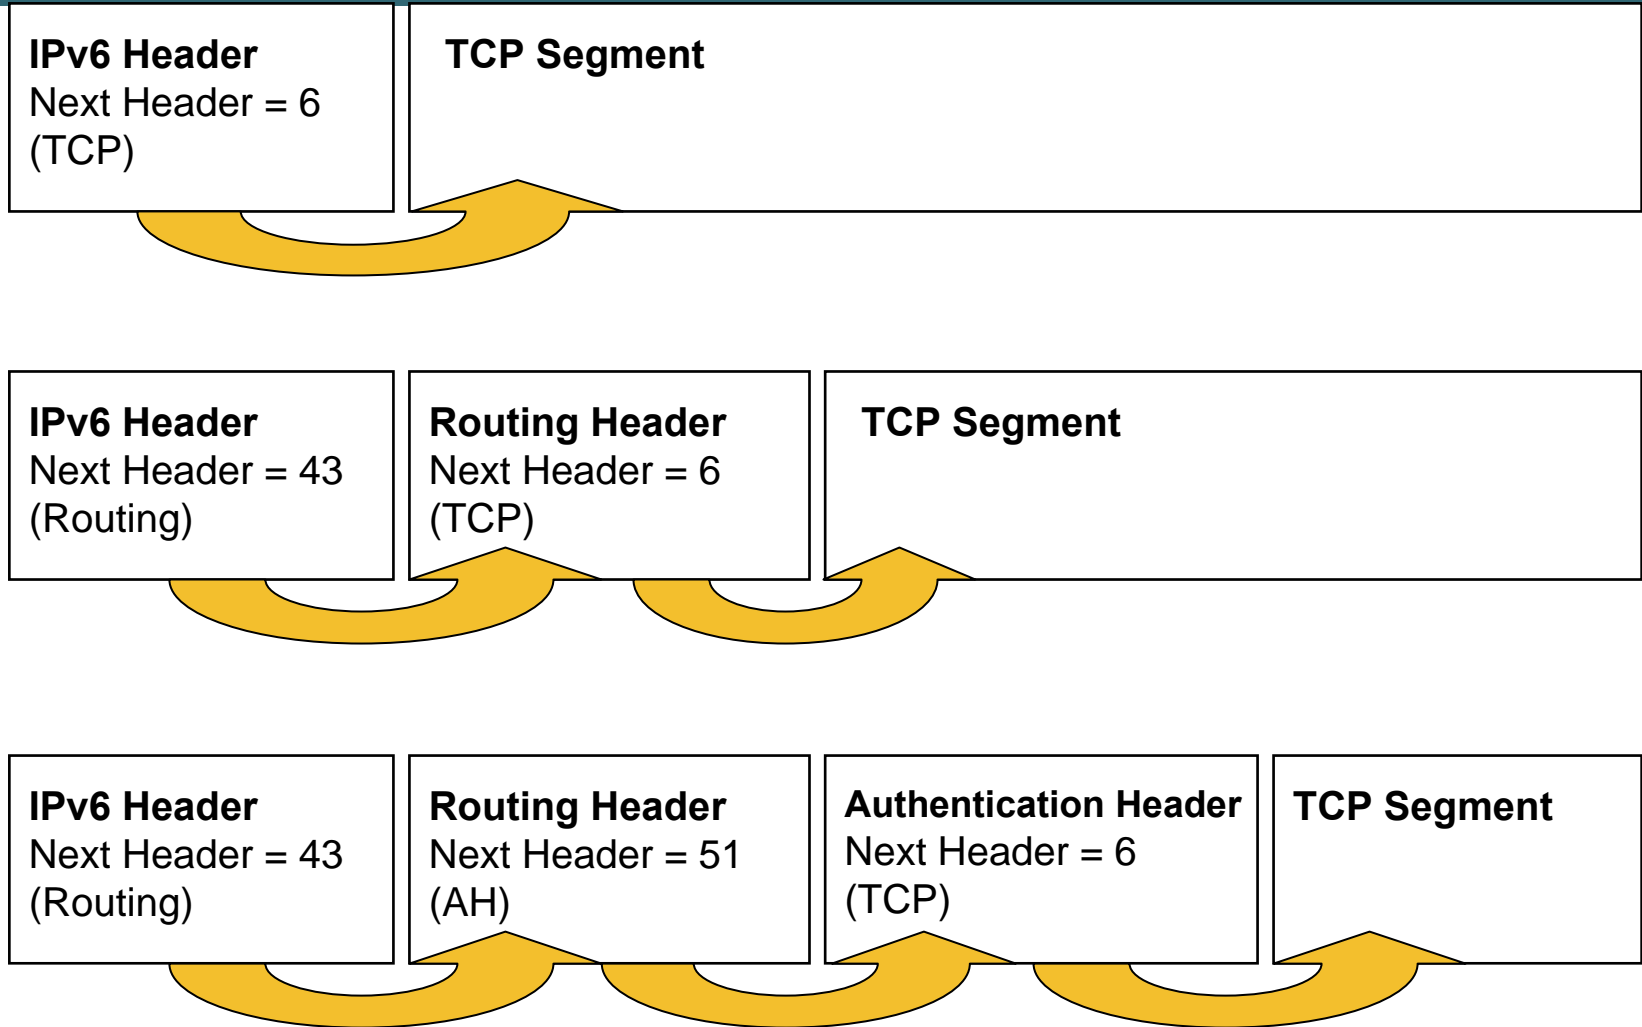 IPv6 Header
Next Header = 6
(TCP)
TCP Segment
IPv6 Header
Next Header = 43
(Routing)
Routing Header
Next Header = 6
(TCP)
TCP Segment
IPv6 Header
Next Header = 43
(Routing)
Routing Header
Next Header = 51
(AH)
Authentication Header
Next Header = 6
(TCP)
TCP Segment